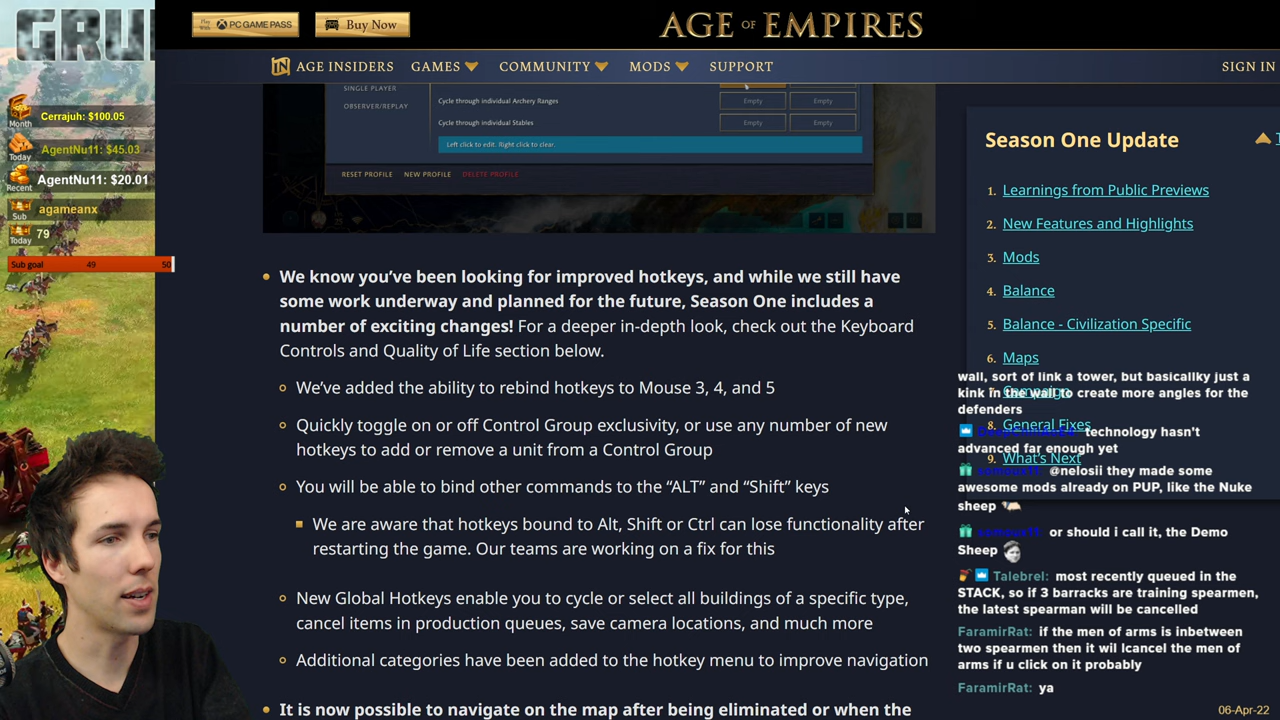 GRU
Play With PC GAME PASS
Buy Now
AGE OF EMPIRES
AGE INSIDERS GAMES COMMUNITY MODS SUPPORT SIGN IN
SINGLE PLAYER
OBSERVER/REPLAY
Cycle through individual Archery Ranges Empty Empty
Cycle through individual Stables Empty Empty
Left click to edit. Right click to clear.
RESET PROFILE NEW PROFILE DELETE PROFILE
Month Cerrajuh: $100.05
Today AgentNu11: $45.03
Recent AgentNu11: $20.01
Sub agameanx
Today 79
Sub goal 49 50
We know you’ve been looking for improved hotkeys, and while we still have
some work underway and planned for the future, Season One includes a
number of exciting changes! For a deeper in-depth look, check out the Keyboard
Controls and Quality of Life section below.
We’ve added the ability to rebind hotkeys to Mouse 3, 4, and 5
Quickly toggle on or off Control Group exclusivity, or use any number of new
hotkeys to add or remove a unit from a Control Group
You will be able to bind other commands to the “ALT” and “Shift” keys
We are aware that hotkeys bound to Alt, Shift or Ctrl can lose functionality after
restarting the game. Our teams are working on a fix for this
New Global Hotkeys enable you to cycle or select all buildings of a specific type,
cancel items in production queues, save camera locations, and much more
Additional categories have been added to the hotkey menu to improve navigation
It is now possible to navigate on the map after being eliminated or when the
Season One Update
1. Learnings from Public Previews
2. New Features and Highlights
3. Mods
4. Balance
5. Balance - Civilization Specific
6. Maps
Campaign
8. General Fixes
9. What's Next
wall, sort of link a tower, but basicallky just a
kink in the wall to create more angles for the
defenders
technology hasn't
advanced far enough yet
@nelosii they made some
awesome mods already on PUP, like the Nuke
sheep
or should i call it, the Demo
Sheep
Talebrel: most recently queued in the
STACK, so if 3 barracks are training spearmen,
the latest spearman will be cancelled
FaramirRat: if the men of arms is inbetween
two spearmen then it wil lcancel the men of
arms if u click on it probably
FaramirRat: ya
06-Apr-22